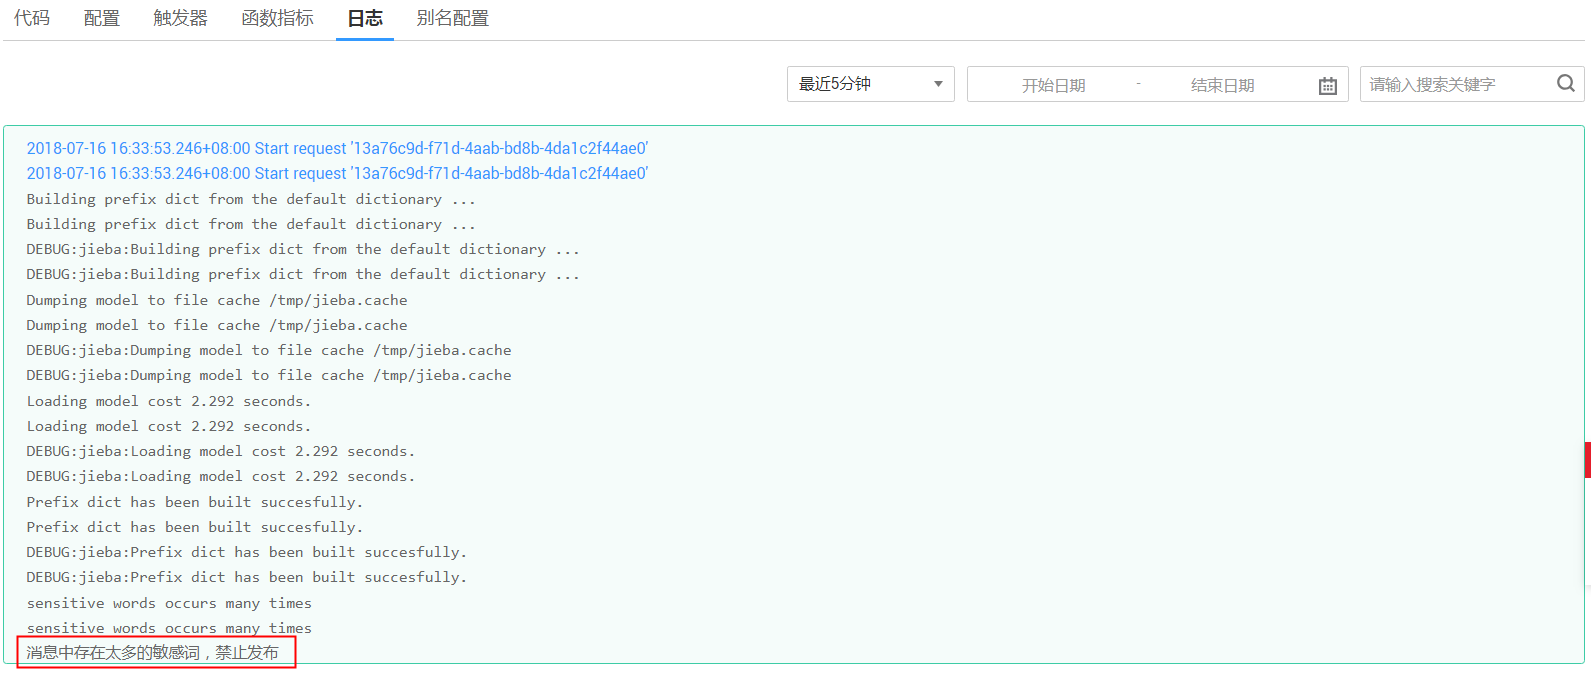 代码 配置 触发器 函数指标 日志 别名配置
最近5分钟 开始日期 - 结束日期 请输入搜索关键字
2018-07-16 16:33:53.246+08:00 Start request '13a76c9d-f71d-4aab-bd8b-4da1c2f44ae0'
2018-07-16 16:33:53.246+08:00 Start request '13a76c9d-f71d-4aab-bd8b-4da1c2f44ae0'
Building prefix dict from the default dictionary ...
Building prefix dict from the default dictionary ...
DEBUG:jieba:Building prefix dict from the default dictionary ...
DEBUG:jieba:Building prefix dict from the default dictionary ...
Dumping model to file cache /tmp/jieba.cache
Dumping model to file cache /tmp/jieba.cache
DEBUG:jieba:Dumping model to file cache /tmp/jieba.cache
DEBUG:jieba:Dumping model to file cache /tmp/jieba.cache
Loading model cost 2.292 seconds.
Loading model cost 2.292 seconds.
DEBUG:jieba:Loading model cost 2.292 seconds.
DEBUG:jieba:Loading model cost 2.292 seconds.
Prefix dict has been built succesfully.
Prefix dict has been built succesfully.
DEBUG:jieba:Prefix dict has been built succesfully.
DEBUG:jieba:Prefix dict has been built succesfully.
sensitive words occurs many times
sensitive words occurs many times
消息中存在太多的敏感词，禁止发布